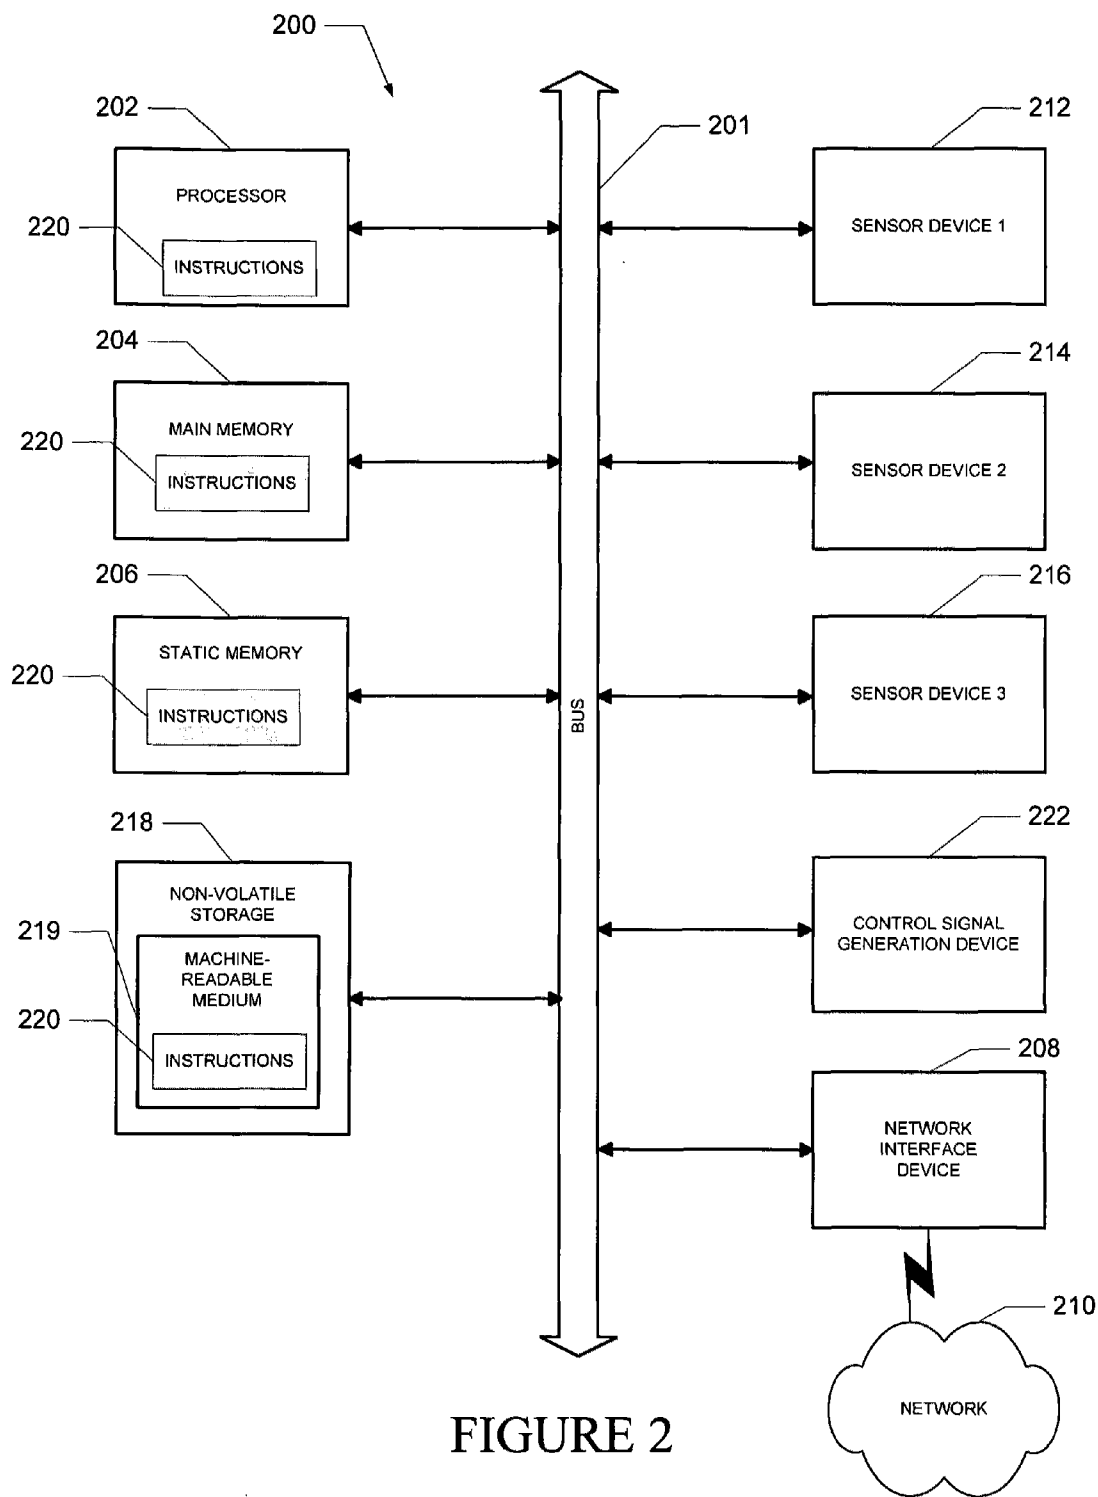 200
202
PROCESSOR
220
INSTRUCTIONS
204
MAIN MEMORY
220
INSTRUCTIONS
206
STATIC MEMORY
220
INSTRUCTIONS
218
NON-VOLATILE
STORAGE
219
MACHINE-
READABLE
MEDIUM
220
INSTRUCTIONS
201
BUS
212
SENSOR DEVICE 1
214
SENSOR DEVICE 2
216
SENSOR DEVICE 3
222
CONTROL SIGNAL
GENERATION DEVICE
208
NETWORK
INTERFACE
DEVICE
210
NETWORK
FIGURE 2